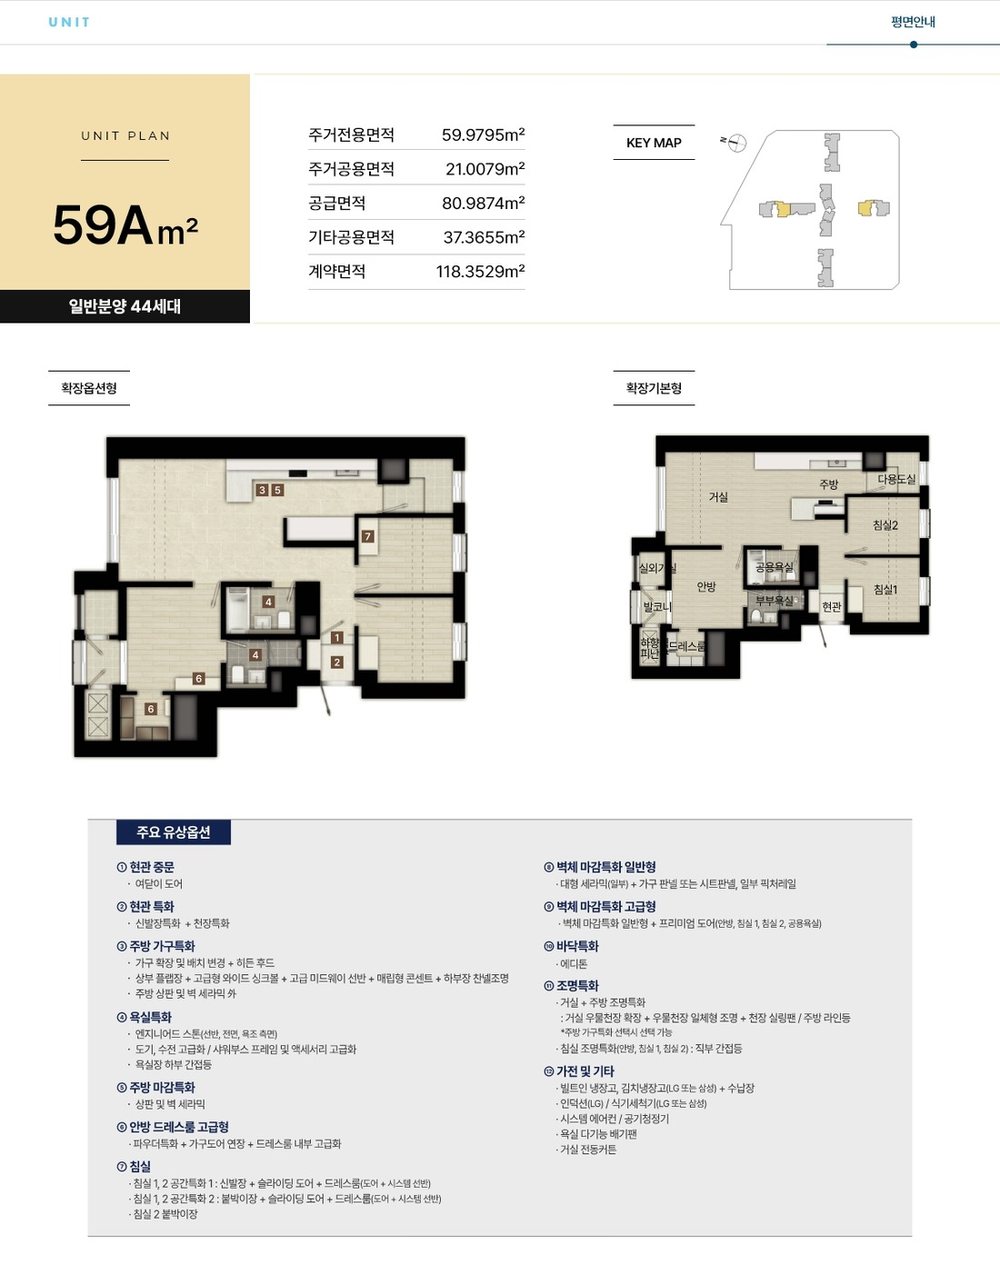 UNIT
평면안내
UNIT PLAN
59A m²
일반분양 44세대
주거전용면적 59.9795m²
주거공용면적 21.0079m²
공급면적 80.9874m²
기타공용면적 37.3655m²
계약면적 118.3529m²
KEY MAP
N
확장옵션형
확장기본형
3 5
7
4
1
4
2
6
6
거실
주방
다용도실
침실2
실외기실
안방
공용욕실
침실1
발코니
부부욕실
현관
하향
피난
드레스룸
주요 유상옵션
① 현관 중문
· 여닫이 도어
② 현관 특화
· 신발장특화 + 천장특화
③ 주방 가구특화
· 가구 확장 및 배치 변경 + 히든 후드
· 상부 플랩장 + 고급형 와이드 싱크볼 + 고급 미드웨이 선반 + 매립형 콘센트 + 하부장 찬넬조명
· 주방 상판 및 벽 세라믹 外
④ 욕실특화
· 엔지니어드 스톤(선반, 젠다이, 욕조 측면)
· 도기, 수전 고급화 / 샤워부스 프레임 및 액세서리 고급화
· 욕실장 하부 간접등
⑤ 주방 마감특화
· 상판 및 벽 세라믹
⑥ 안방 드레스룸 고급형
· 파우더특화 + 가구도어 연장 + 드레스룸 내부 고급화
⑦ 침실
· 침실 1, 2 공간특화 1 : 신발장 + 슬라이딩 도어 + 드레스룸(도어 + 시스템 선반)
· 침실 1, 2 공간특화 2 : 붙박이장 + 슬라이딩 도어 + 드레스룸(도어 + 시스템 선반)
· 침실 2 붙박이장
⑧ 벽체 마감특화 일반형
· 대형 세라믹(일부) + 가구 판넬 또는 시트판넬, 일부 픽처레일
⑨ 벽체 마감특화 고급형
· 벽체 마감특화 일반형 + 프리미엄 도어(안방, 침실 1, 침실 2, 공용욕실)
⑩ 바닥특화
· 에디톤
⑪ 조명특화
· 거실 + 주방 조명특화
: 거실 우물천장 확장 + 우물천장 일체형 조명 + 천장 실링팬 / 주방 라인등
*주방 가구특화 선택시 선택 가능
· 침실 조명특화(안방, 침실 1, 침실 2) : 직부 간접등
⑫ 가전 및 기타
· 빌트인 냉장고, 김치냉장고(LG 또는 삼성) + 수납장
· 인덕션(LG) / 식기세척기(LG 또는 삼성)
· 시스템 에어컨 / 공기청정기
· 욕실 다기능 배기팬
· 거실 전동커튼